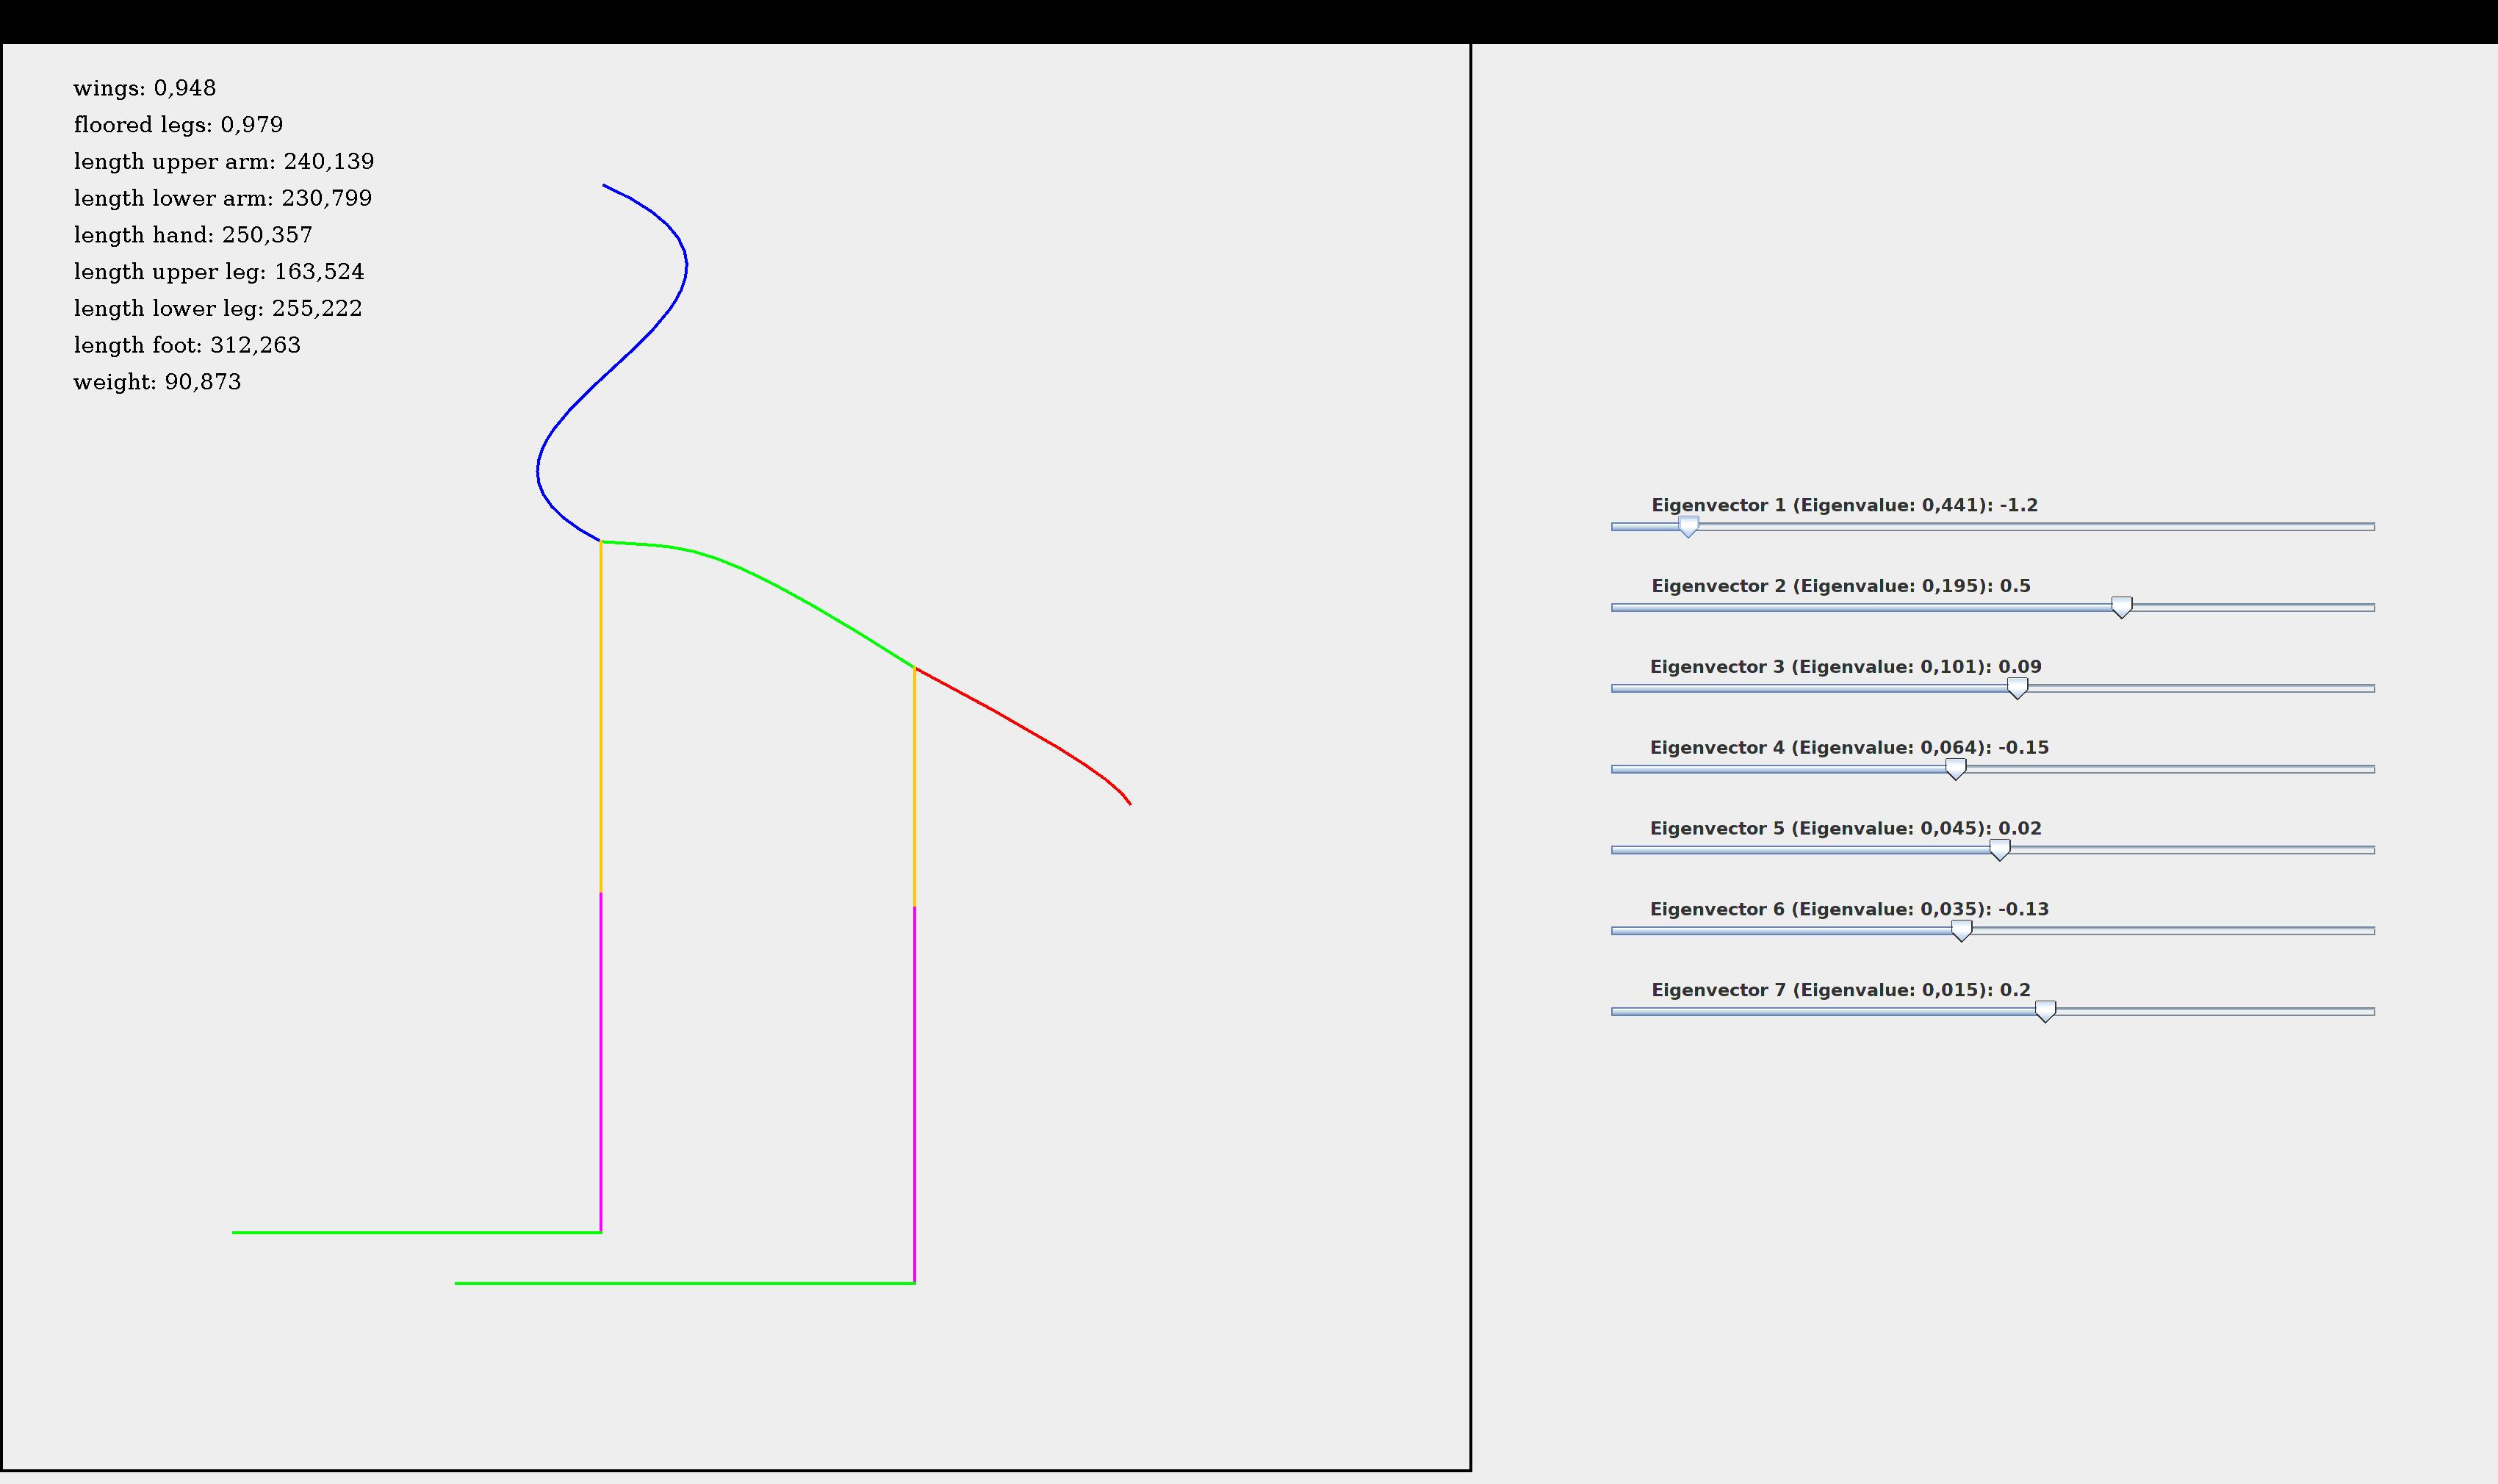 wings: 0,948
floored legs: 0,979
length upper arm: 240,139
length lower arm: 230,799
length hand: 250,357
length upper leg: 163,524
length lower leg: 255,222
length foot: 312,263
weight: 90,873
Eigenvector 1 (Eigenvalue: 0,441): -1.2
Eigenvector 2 (Eigenvalue: 0,195): 0.5
Eigenvector 3 (Eigenvalue: 0,101): 0.09
Eigenvector 4 (Eigenvalue: 0,064): -0.15
Eigenvector 5 (Eigenvalue: 0,045): 0.02
Eigenvector 6 (Eigenvalue: 0,035): -0.13
Eigenvector 7 (Eigenvalue: 0,015): 0.2